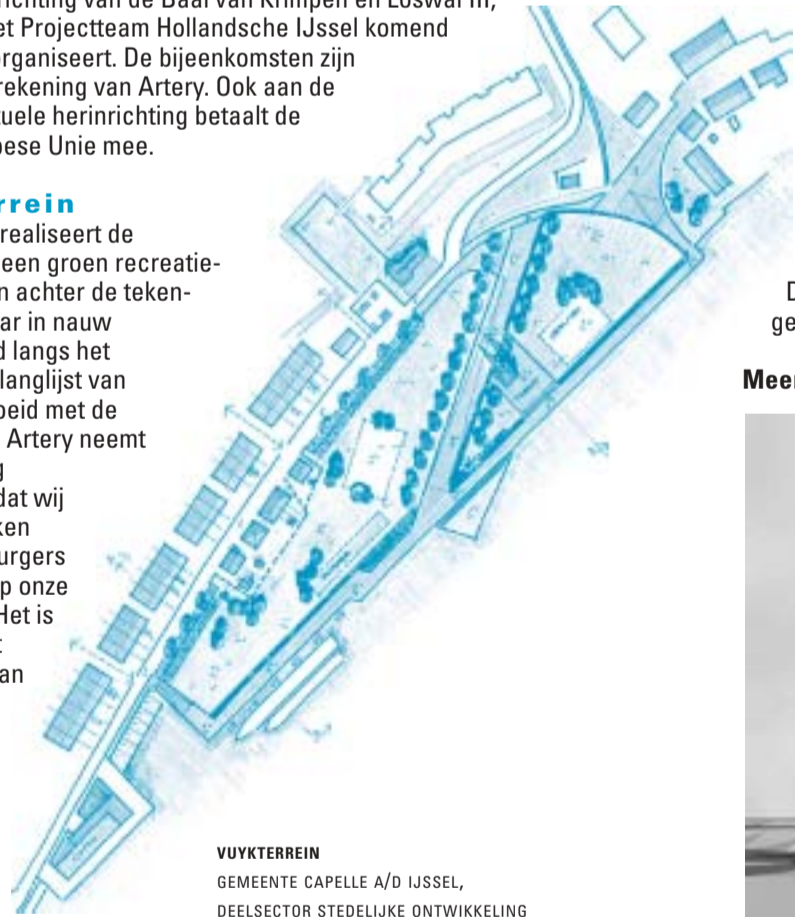 richting van de Baai van Krimpen en Loswal III,
et Projectteam Hollandsche IJssel komend
organiseert. De bijeenkomsten zijn
rekening van Artery. Ook aan de
tuele herinrichting betaalt de
pese Unie mee.
rrein
realiseert de
een groen recreatie-
n achter de teken-
ar in nauw
d langs het
langlijst van
oeid met de
Artery neemt
g
dat wij
ken
urgers
p onze
Het is
t
an
D
ge
Meer
VUYKTERREIN
GEMEENTE CAPELLE A/D IJSSEL,
DEELSECTOR STEDELIJKE ONTWIKKELING